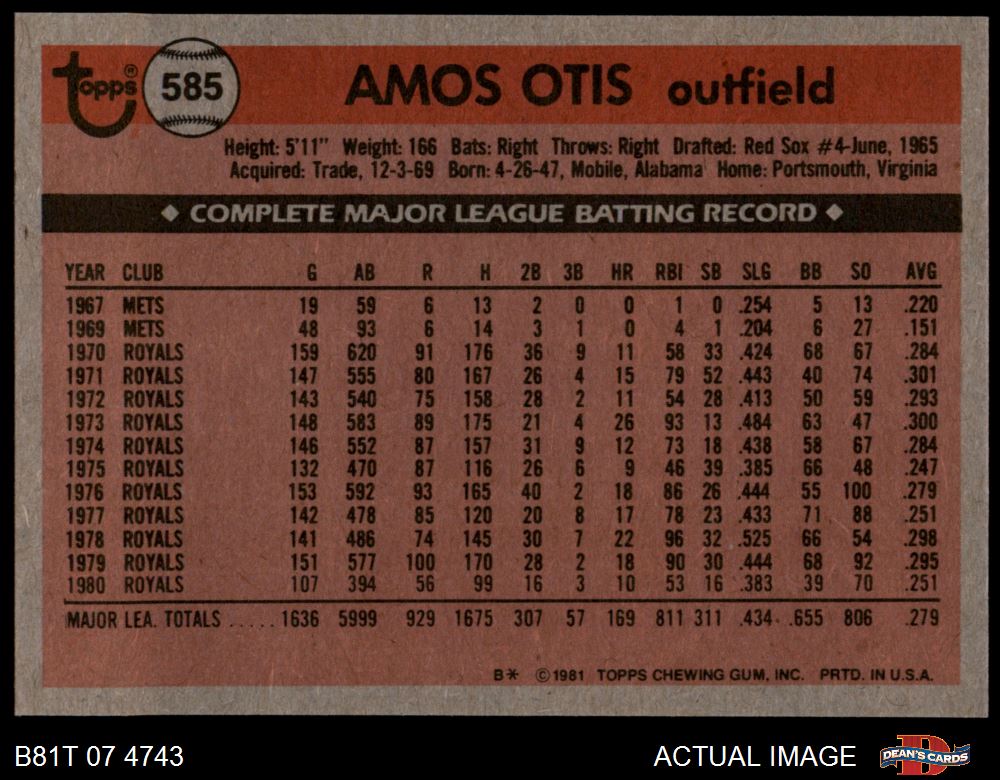 Topps® 585 AMOS OTIS outfield
Height: 5'11" Weight: 166 Bats: Right Throws: Right Drafted: Red Sox #4-June, 1965
Acquired: Trade, 12-3-69 Born: 4-26-47, Mobile, Alabama Home: Portsmouth, Virginia
◆ COMPLETE MAJOR LEAGUE BATTING RECORD ◆
YEAR CLUB G AB R H 2B 3B HR RBI SB SLG BB SO AVG
1967 METS 19 59 6 13 2 0 0 1 0 .254 5 13 .220
1969 METS 48 93 6 14 3 1 0 4 1 .204 6 27 .151
1970 ROYALS 159 620 91 176 36 9 11 58 33 .424 68 67 .284
1971 ROYALS 147 555 80 167 26 4 15 79 52 .443 40 74 .301
1972 ROYALS 143 540 75 158 28 2 11 54 28 .413 50 59 .293
1973 ROYALS 148 583 89 175 21 4 26 93 13 .484 63 47 .300
1974 ROYALS 146 552 87 157 31 9 12 73 18 .438 58 67 .284
1975 ROYALS 132 470 87 116 26 6 9 46 39 .385 66 48 .247
1976 ROYALS 153 592 93 165 40 2 18 86 26 .444 55 100 .279
1977 ROYALS 142 478 85 120 20 8 17 78 23 .433 71 88 .251
1978 ROYALS 141 486 74 145 30 7 22 96 32 .525 66 54 .298
1979 ROYALS 151 577 100 170 28 2 18 90 30 .444 68 92 .295
1980 ROYALS 107 394 56 99 16 3 10 53 16 .383 39 70 .251
MAJOR LEA. TOTALS ..... 1636 5999 929 1675 307 57 169 811 311 .434 .655 806 .279
B* ©1981 TOPPS CHEWING GUM, INC. PRTD. IN U.S.A.
B81T 07 4743 ACTUAL IMAGE D DEAN'S CARDS